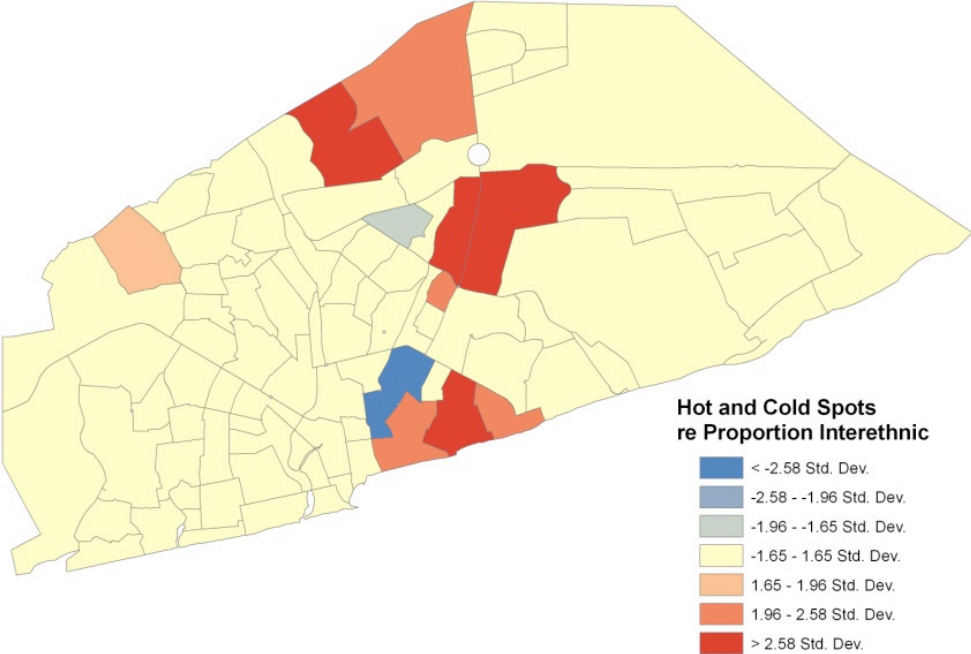 Hot and Cold Spots
re Proportion Interethnic
< -2.58 Std. Dev.
-2.58 - -1.96 Std. Dev.
-1.96 - -1.65 Std. Dev.
-1.65 - 1.65 Std. Dev.
1.65 - 1.96 Std. Dev.
1.96 - 2.58 Std. Dev.
> 2.58 Std. Dev.